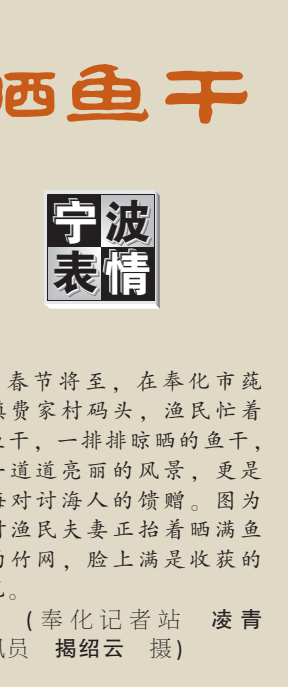 晒鱼干
宁波
表情
春节将至，在奉化市莼
镇费家村码头，渔民忙着
鱼干，一排排晾晒的鱼干，
一道道亮丽的风景，更是
海对讨海人的馈赠。图为
村渔民夫妻正抬着晒满鱼
的竹网，脸上满是收获的
。
(奉化记者站　凌青
讯员　揭绍云　摄)